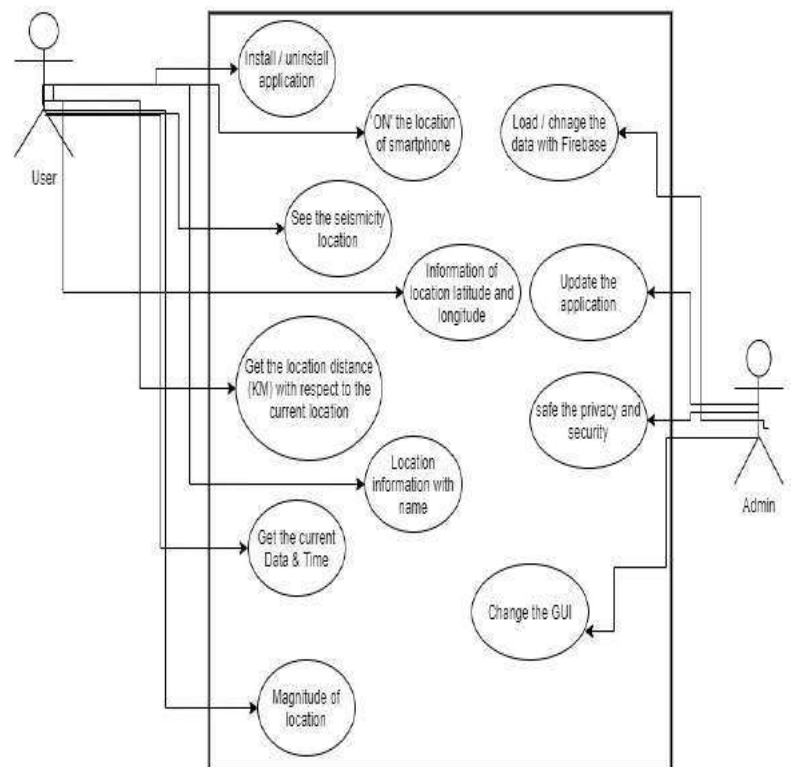 Install / uninstall
application
'ON' the location
of smartphone
Load / chnage the
data with Firebase
User
See the seismicity
location
Information of
location latitude and
longitude
Update the
application
Get the location distance
(KM) with respect to the
current location
safe the privacy and
security
Location
information with
name
Admin
Get the current
Data & Time
Change the GUI
Magnitude of
location